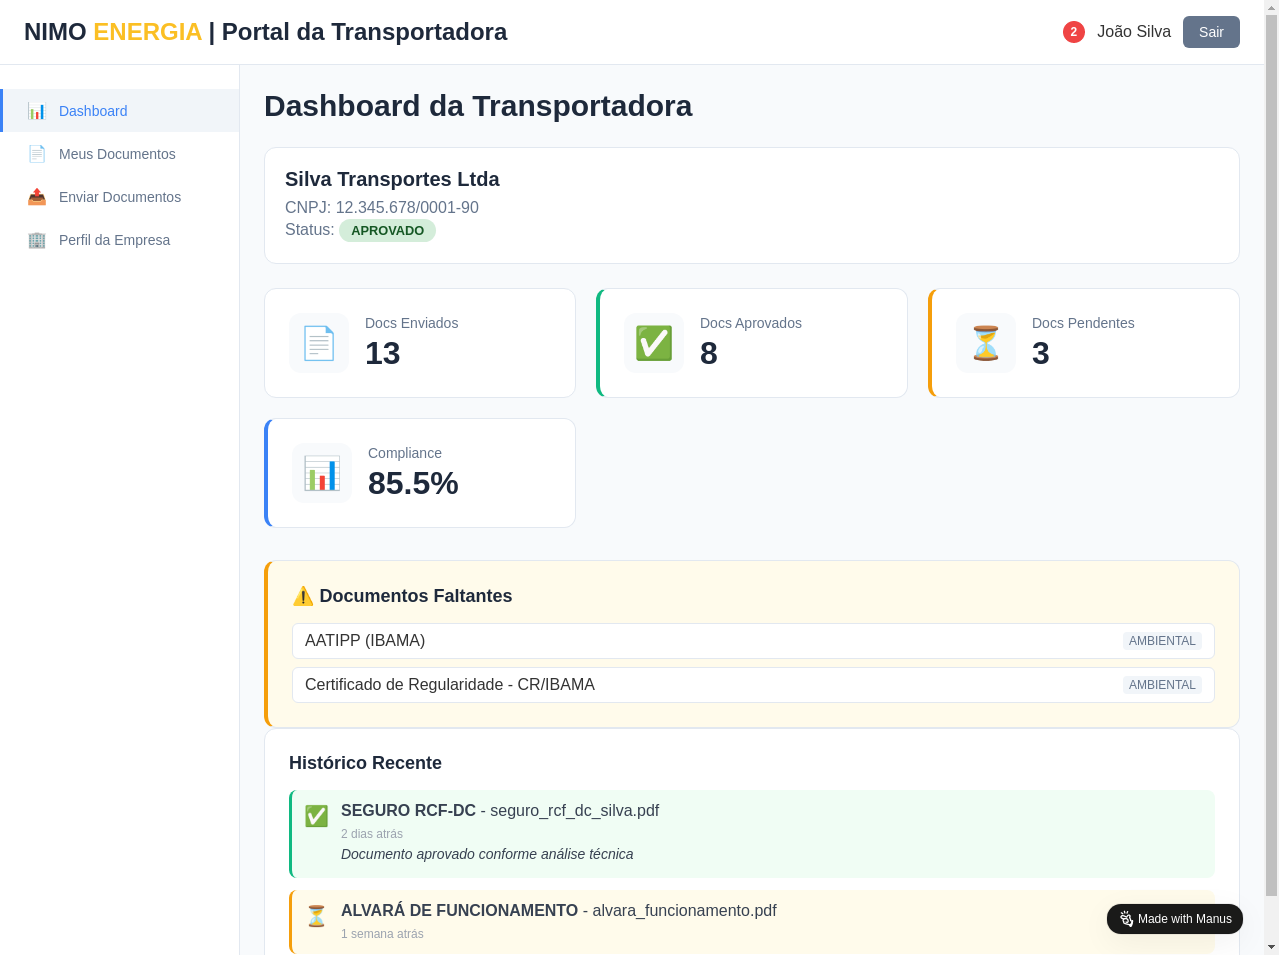 NIMO ENERGIA | Portal da Transportadora
2 João Silva Sair
Dashboard
Meus Documentos
Enviar Documentos
Perfil da Empresa
Dashboard da Transportadora
Silva Transportes Ltda
CNPJ: 12.345.678/0001-90
Status: APROVADO
Docs Enviados
13
Docs Aprovados
8
Docs Pendentes
3
Compliance
85.5%
Documentos Faltantes
AATIPP (IBAMA) AMBIENTAL
Certificado de Regularidade - CR/IBAMA AMBIENTAL
Histórico Recente
SEGURO RCF-DC - seguro_rcf_dc_silva.pdf
2 dias atrás
Documento aprovado conforme análise técnica
ALVARÁ DE FUNCIONAMENTO - alvara_funcionamento.pdf
1 semana atrás
Made with Manus